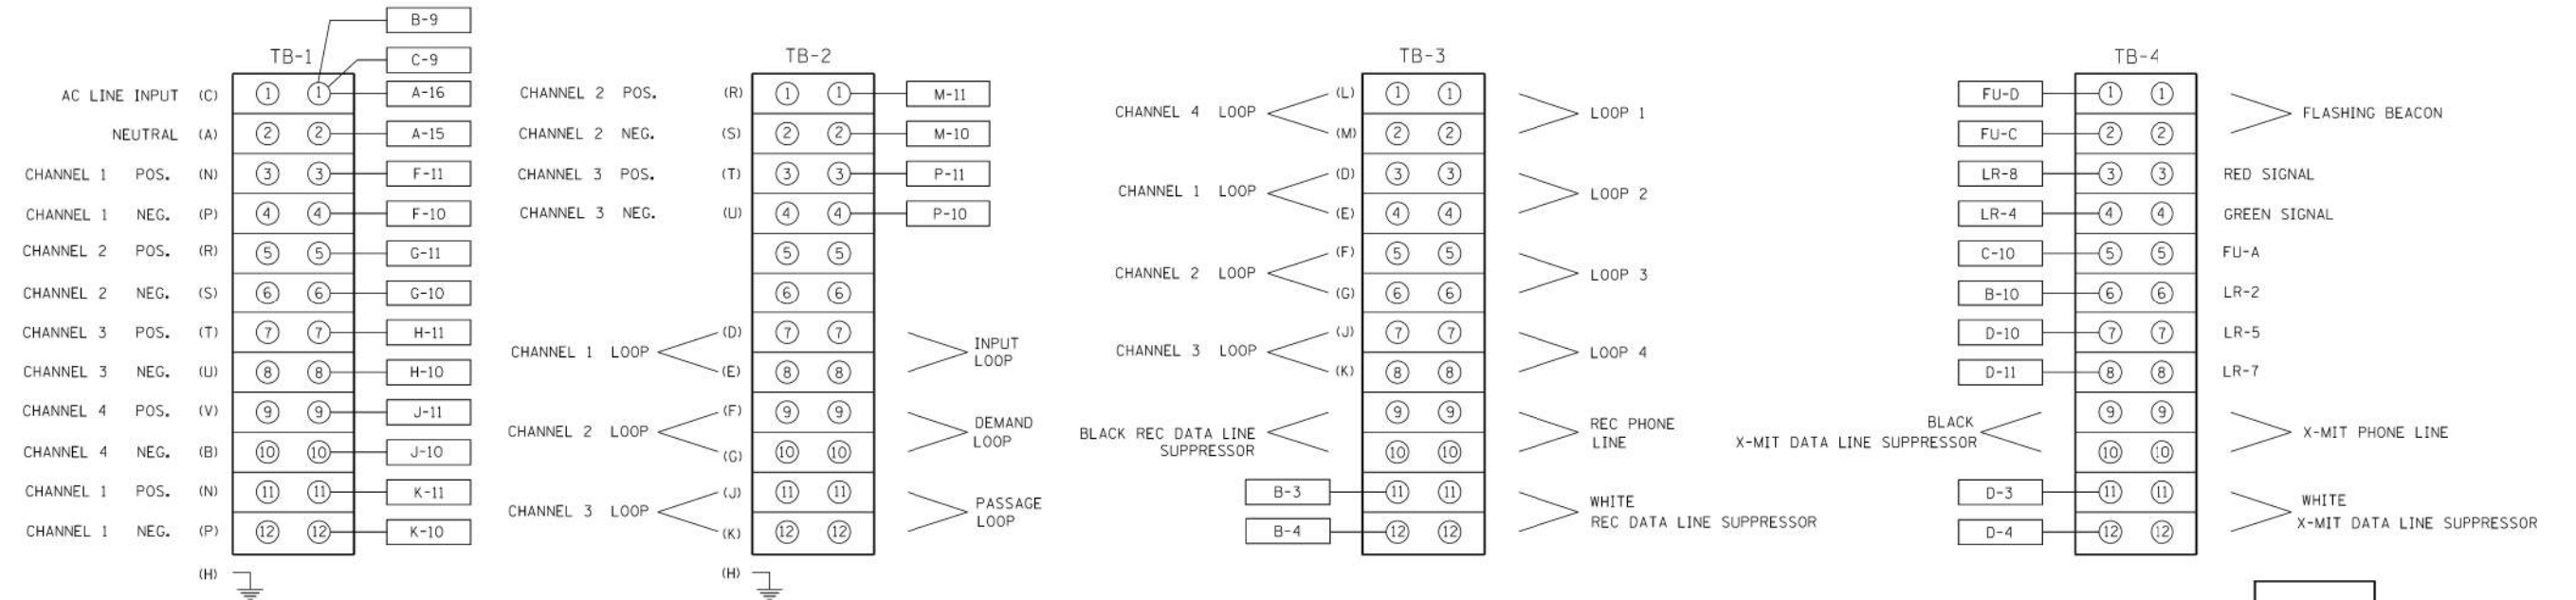 B-9
TB-1 C-9
AC LINE INPUT (C) 1 1 A-16
NEUTRAL (A) 2 2 A-15
CHANNEL 1 POS. (N) 3 3 F-11
CHANNEL 1 NEG. (P) 4 4 F-10
CHANNEL 2 POS. (R) 5 5 G-11
CHANNEL 2 NEG. (S) 6 6 G-10
CHANNEL 3 POS. (T) 7 7 H-11
CHANNEL 3 NEG. (U) 8 8 H-10
CHANNEL 4 POS. (V) 9 9 J-11
CHANNEL 4 NEG. (B) 10 10 J-10
CHANNEL 1 POS. (N) 11 11 K-11
CHANNEL 1 NEG. (P) 12 12 K-10
(H)
TB-2
CHANNEL 2 POS. (R) 1 1 M-11
CHANNEL 2 NEG. (S) 2 2 M-10
CHANNEL 3 POS. (T) 3 3 P-11
CHANNEL 3 NEG. (U) 4 4 P-10
5 5
6 6
(D) 7 7
CHANNEL 1 LOOP INPUT
LOOP
(E) 8 8
(F) 9 9
CHANNEL 2 LOOP DEMAND
LOOP
(G) 10 10
(J) 11 11
CHANNEL 3 LOOP PASSAGE
LOOP
(K) 12 12
(H)
TB-3
(L) 1 1
CHANNEL 4 LOOP LOOP 1
(M) 2 2
(D) 3 3
CHANNEL 1 LOOP LOOP 2
(E) 4 4
(F) 5 5
CHANNEL 2 LOOP LOOP 3
(G) 6 6
(J) 7 7
CHANNEL 3 LOOP LOOP 4
(K) 8 8
9 9
BLACK REC DATA LINE REC PHONE
SUPPRESSOR LINE
10 10
B-3 11 11
WHITE
REC DATA LINE SUPPRESSOR
B-4 12 12
TB-4
FU-D 1 1
FLASHING BEACON
FU-C 2 2
LR-8 3 3 RED SIGNAL
LR-4 4 4 GREEN SIGNAL
C-10 5 5 FU-A
B-10 6 6 LR-2
D-10 7 7 LR-5
D-11 8 8 LR-7
9 9
BLACK X-MIT PHONE LINE
X-MIT DATA LINE SUPPRESSOR
10 10
D-3 11 11
WHITE
X-MIT DATA LINE SUPPRESSOR
D-4 12 12